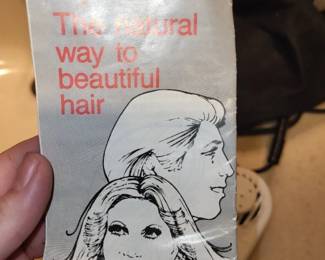 The natural
way to
beautiful
hair